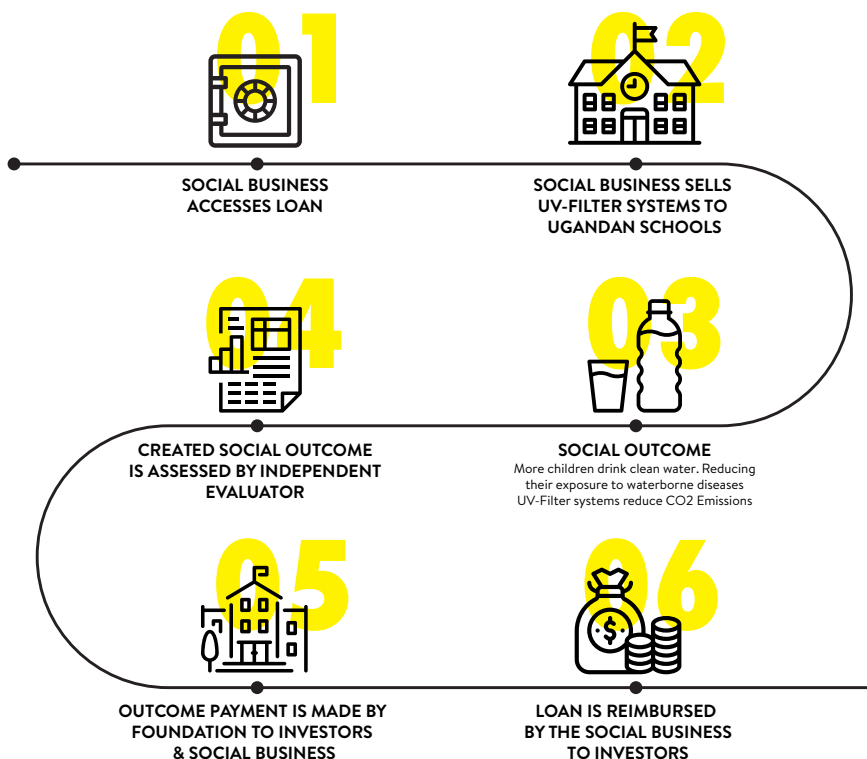 01
SOCIAL BUSINESS
ACCESSES LOAN
02
SOCIAL BUSINESS SELLS
UV-FILTER SYSTEMS TO
UGANDAN SCHOOLS
03
SOCIAL OUTCOME
More children drink clean water. Reducing
their exposure to waterborne diseases
UV-Filter systems reduce CO2 Emissions
04
CREATED SOCIAL OUTCOME
IS ASSESSED BY INDEPENDENT
EVALUATOR
05
OUTCOME PAYMENT IS MADE BY
FOUNDATION TO INVESTORS
& SOCIAL BUSINESS
06
$
LOAN IS REIMBURSED
BY THE SOCIAL BUSINESS
TO INVESTORS